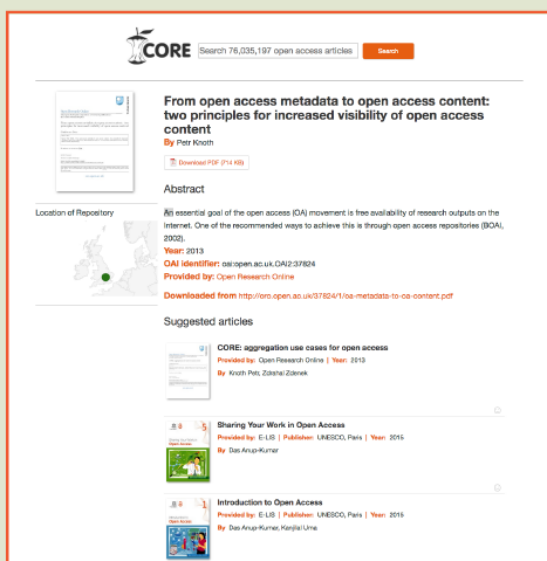 CORE
Search 76,035,197 open access articles
Search
From open access metadata to open access content:
two principles for increased visibility of open access
content
By Petr Knoth
Download PDF (714 KB)
Abstract
Location of Repository
An essential goal of the open access (OA) movement is free availability of research outputs on the
Internet. One of the recommended ways to achieve this is through open access repositories (BOAI,
2002).
Year: 2013
OAI identifier: oai:open.ac.uk.OAI2:37824
Provided by: Open Research Online
Downloaded from http://oro.open.ac.uk/37824/1/oa-metadata-to-oa-content.pdf
Suggested articles
CORE: aggregation use cases for open access
Provided by: Open Research Online | Year: 2013
By Knoth Petr, Zdrahal Zdenek
5
Sharing Your Work in Open Access
Open Access
Provided by: E-LIS | Publisher: UNESCO, Paris | Year: 2015
By Das Anup-Kumar
1
Introduction to Open Access
Open Access
Provided by: E-LIS | Publisher: UNESCO, Paris | Year: 2015
By Das Anup-Kumar, Kanjilal Uma